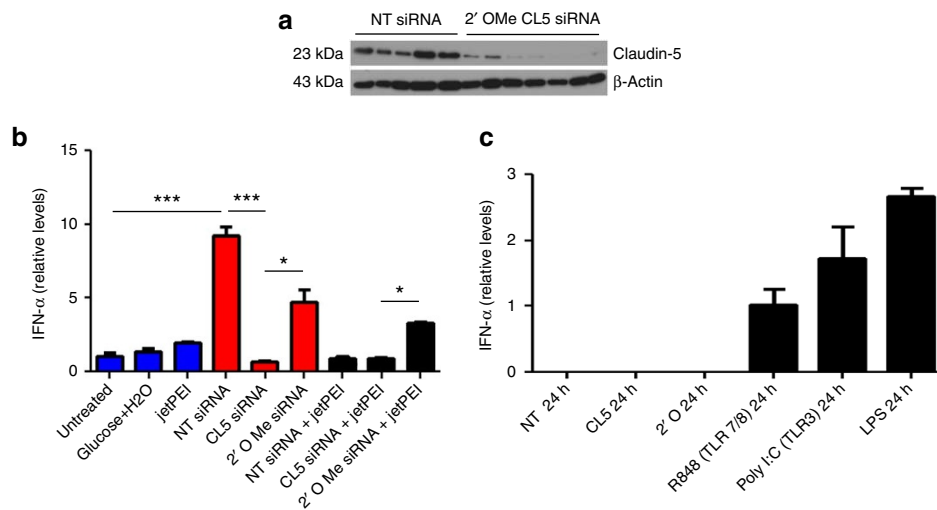 a
NT siRNA
2′ OMe CL5 siRNA
23 kDa
Claudin-5
43 kDa
β-Actin
b
15
10
5
0
IFN-α (relative levels)
***
***
*
*
Untreated
Glucose+H2O
jetPEI
NT siRNA
CL5 siRNA
2′ O Me siRNA
NT siRNA + jetPEI
CL5 siRNA + jetPEI
2′ O Me siRNA + jetPEI
c
3
2
1
0
IFN-α (relative levels)
NT 24 h
CL5 24 h
2′ O 24 h
R848 (TLR 7/8) 24 h
Poly I:C (TLR3) 24 h
LPS 24 h